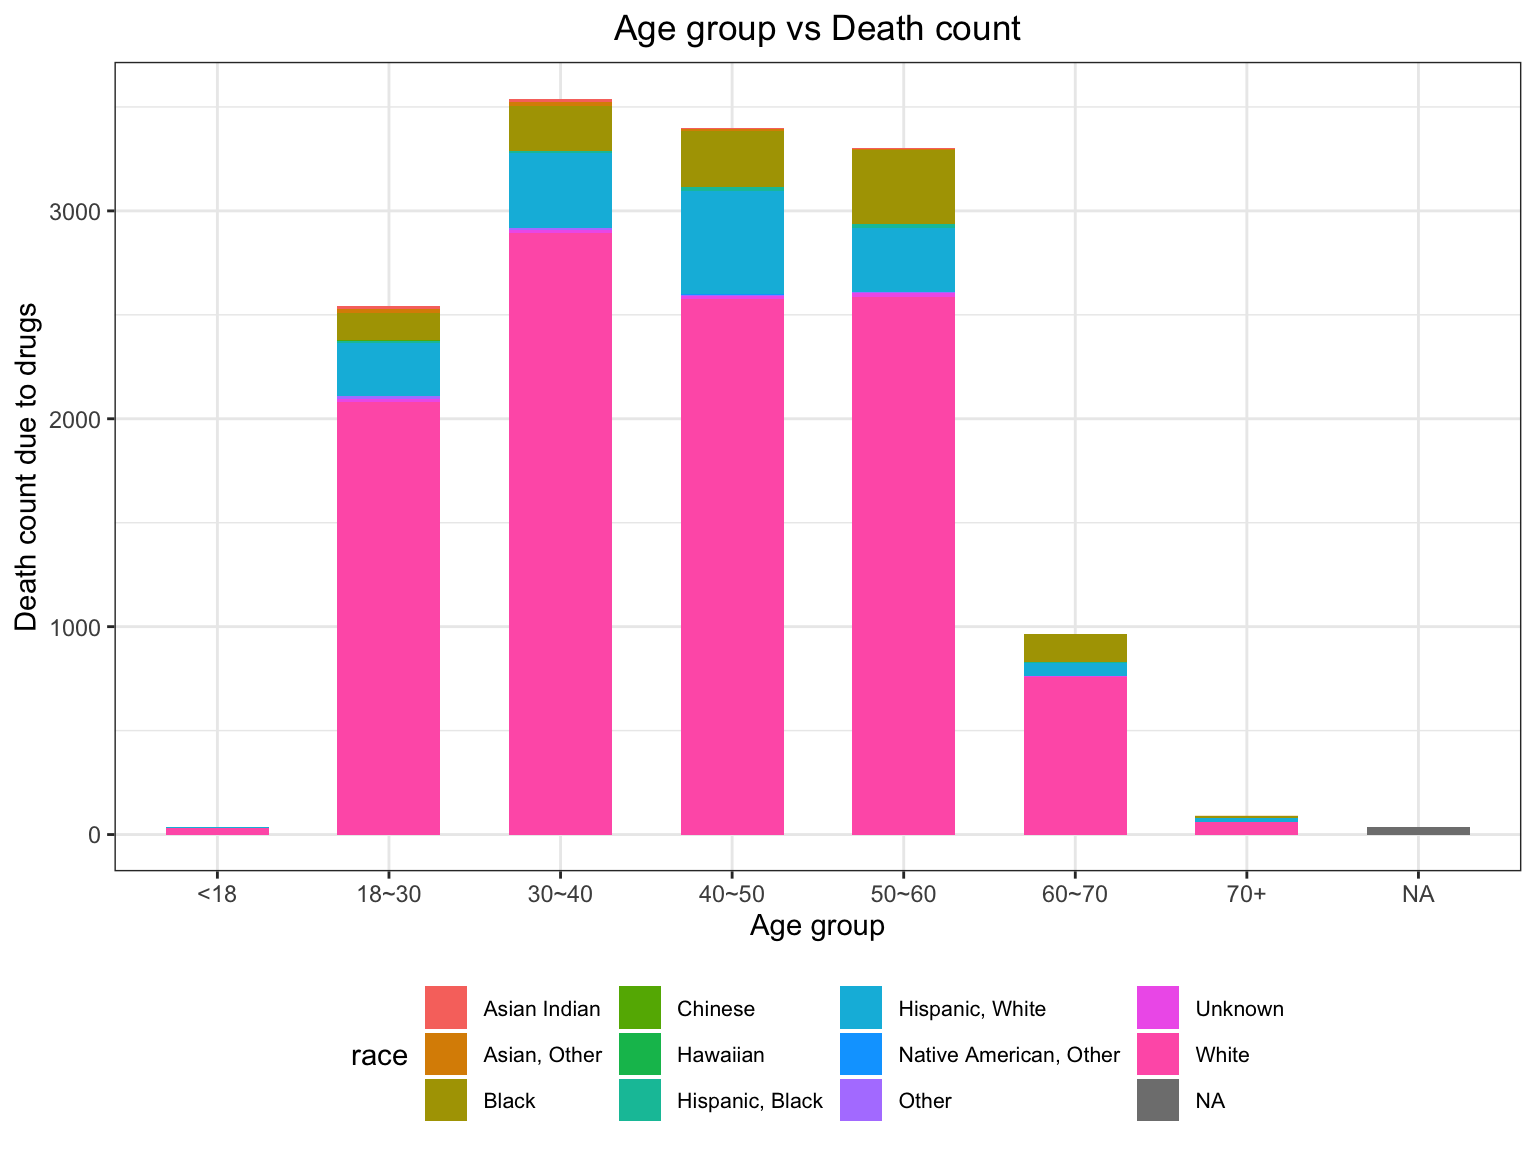 Age group vs Death count
Death count due to drugs
3000
2000
1000
0
<18 18~30 30~40 40~50 50~60 60~70 70+ NA
Age group
race
Asian Indian Chinese Hispanic, White Unknown
Asian, Other Hawaiian Native American, Other White
Black Hispanic, Black Other NA